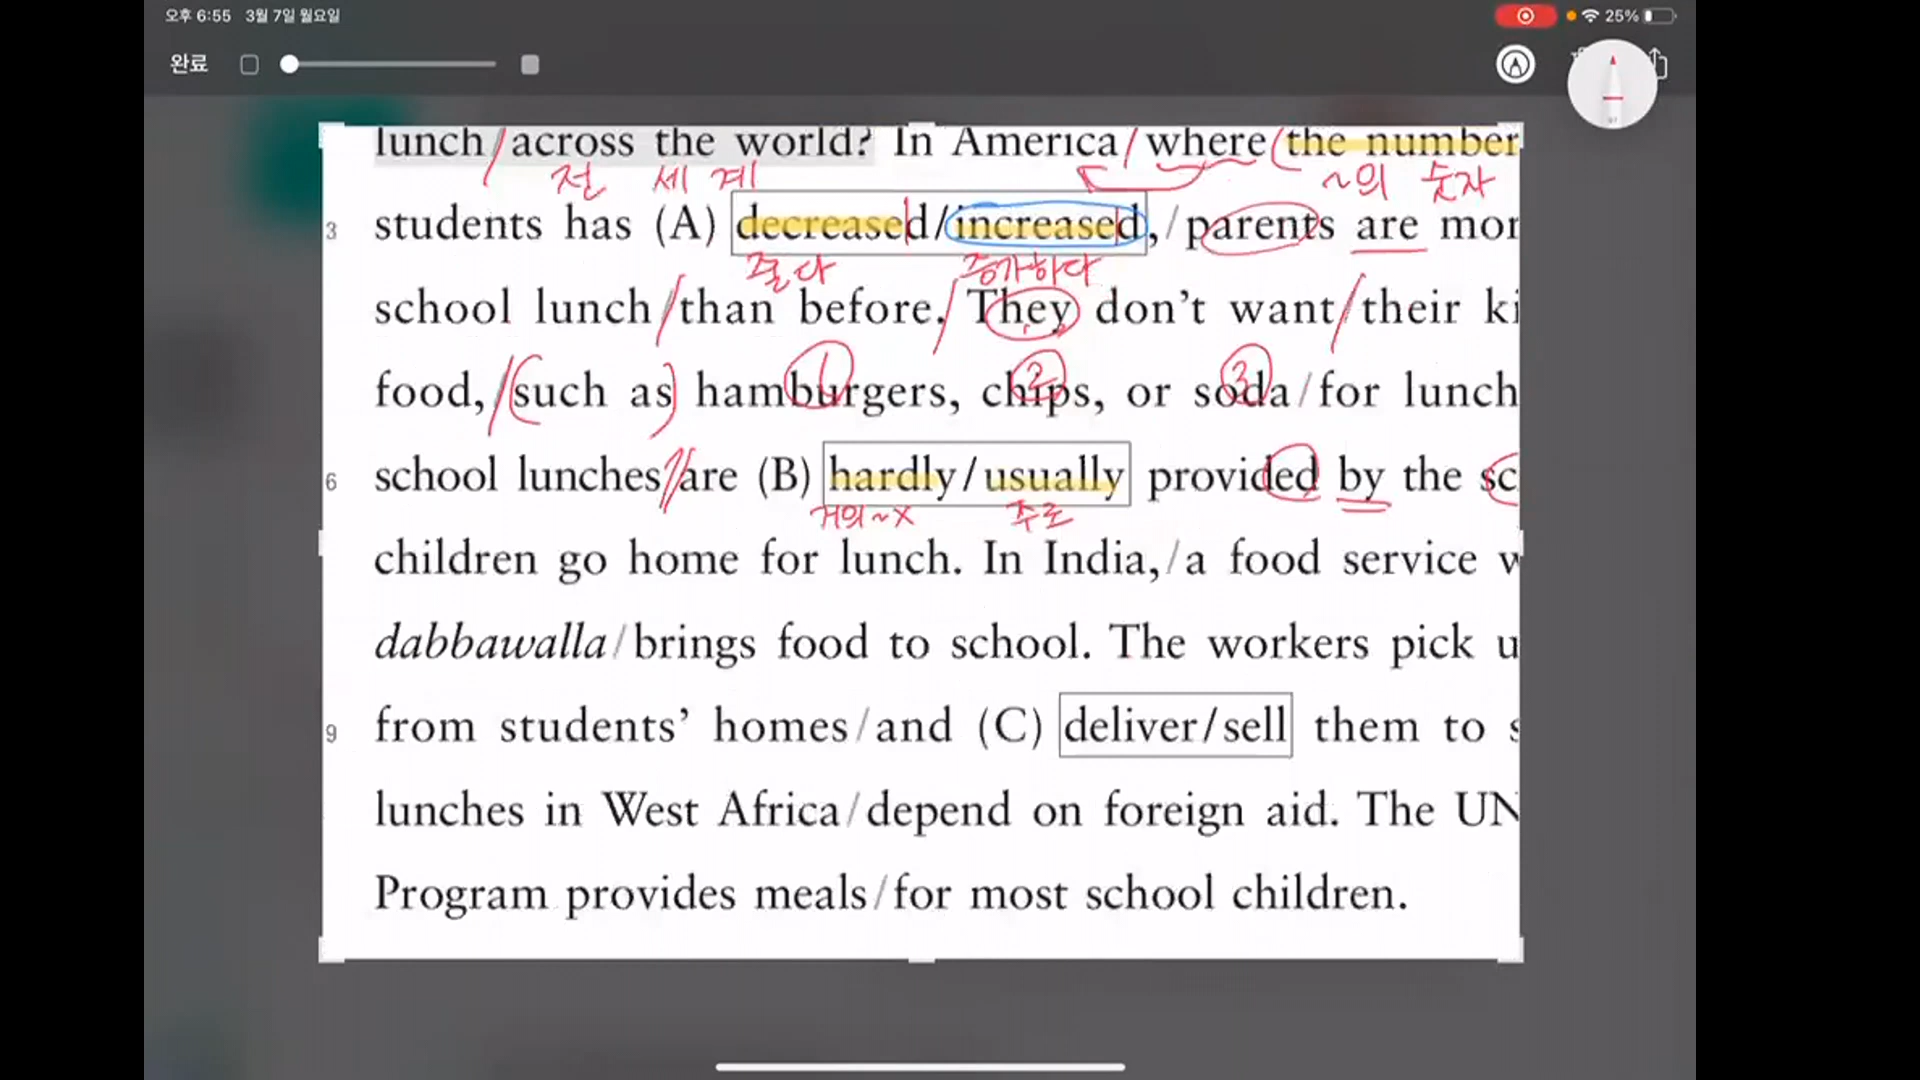 오후 6:55 3월 7일 월요일 25%
완료
lunch/across the world? In America/where the number
전 세 계 ~의 숫자
3 students has (A) decreased/increased,/parents are mor
줄다 증가하다
school lunch/than before./They don't want/their ki
food,/(such as) hamburgers, chips, or soda/for lunch
1 2 3
6 school lunches//are (B) hardly/usually provided by the sc
거의~X 주로
children go home for lunch. In India,/a food service w
dabbawalla/brings food to school. The workers pick u
9 from students' homes/and (C) deliver/sell them to s
lunches in West Africa/depend on foreign aid. The UN
Program provides meals/for most school children.